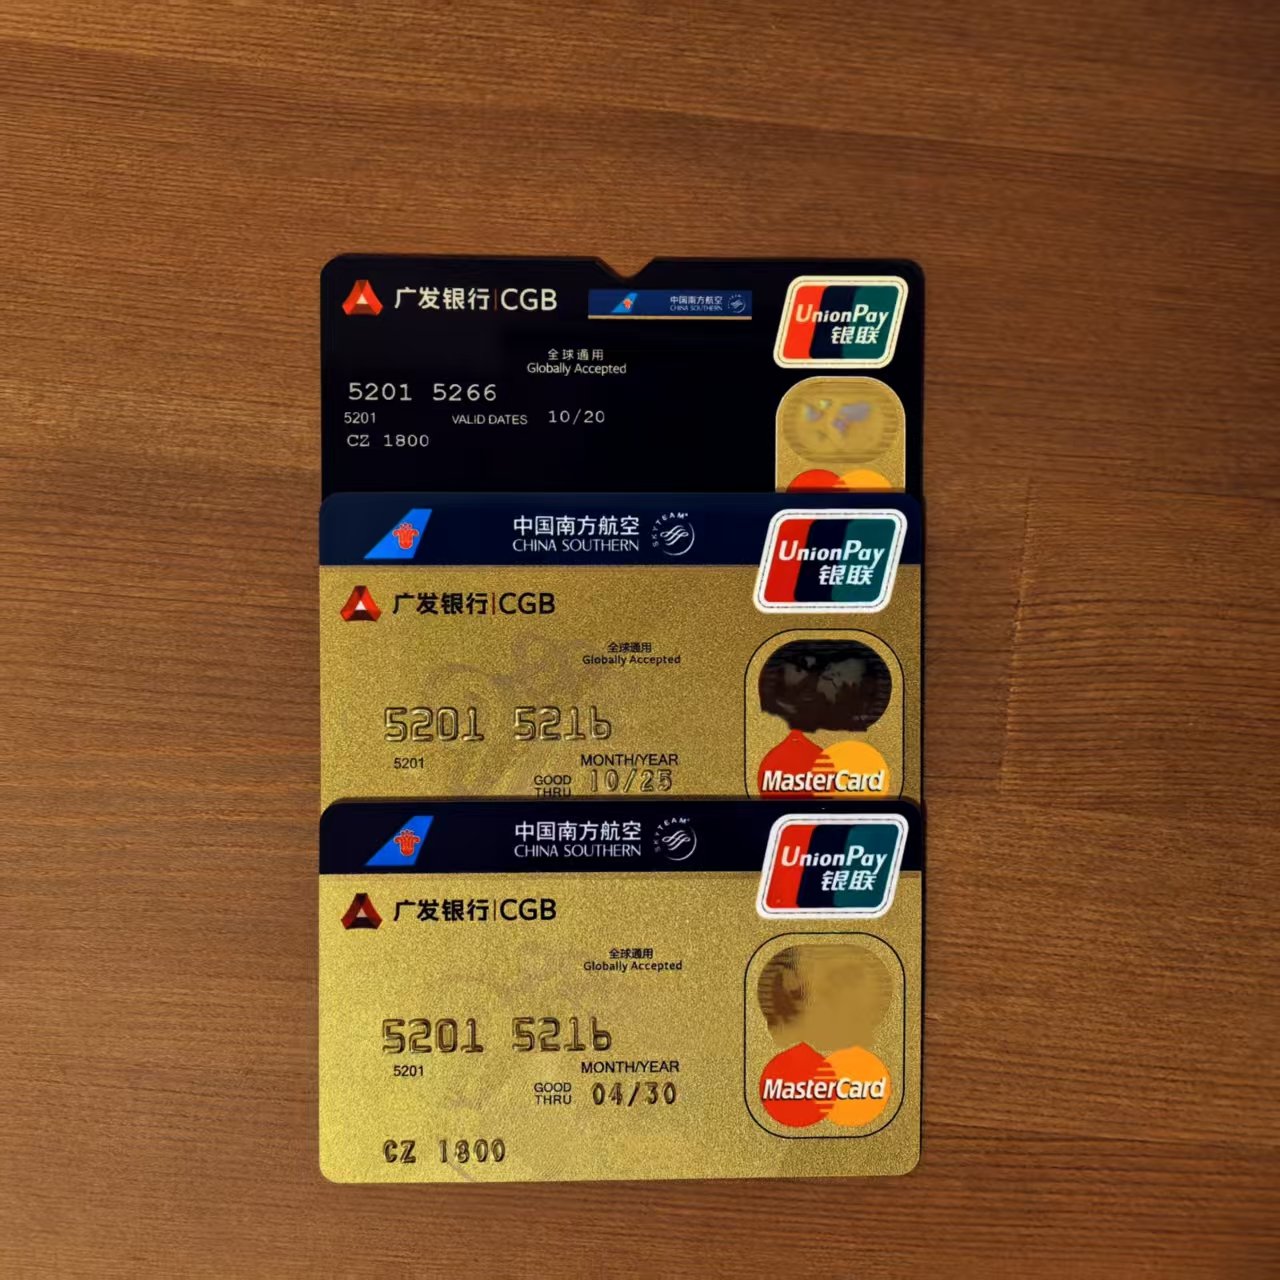 广发银行|CGB
中国南方航空
CHINA SOUTHERN
UnionPay
银联
全球通用
Globally Accepted
5201 5266
5201 VALID DATES 10/20
CZ 1800
中国南方航空
CHINA SOUTHERN
SKYTEAM
UnionPay
银联
广发银行|CGB
全球通用
Globally Accepted
5201 5216
5201
MONTH/YEAR
GOOD THRU 10/25
MasterCard
中国南方航空
CHINA SOUTHERN
SKYTEAM
UnionPay
银联
广发银行|CGB
全球通用
Globally Accepted
5201 5216
5201
MONTH/YEAR
GOOD THRU 04/30
MasterCard
CZ 1800